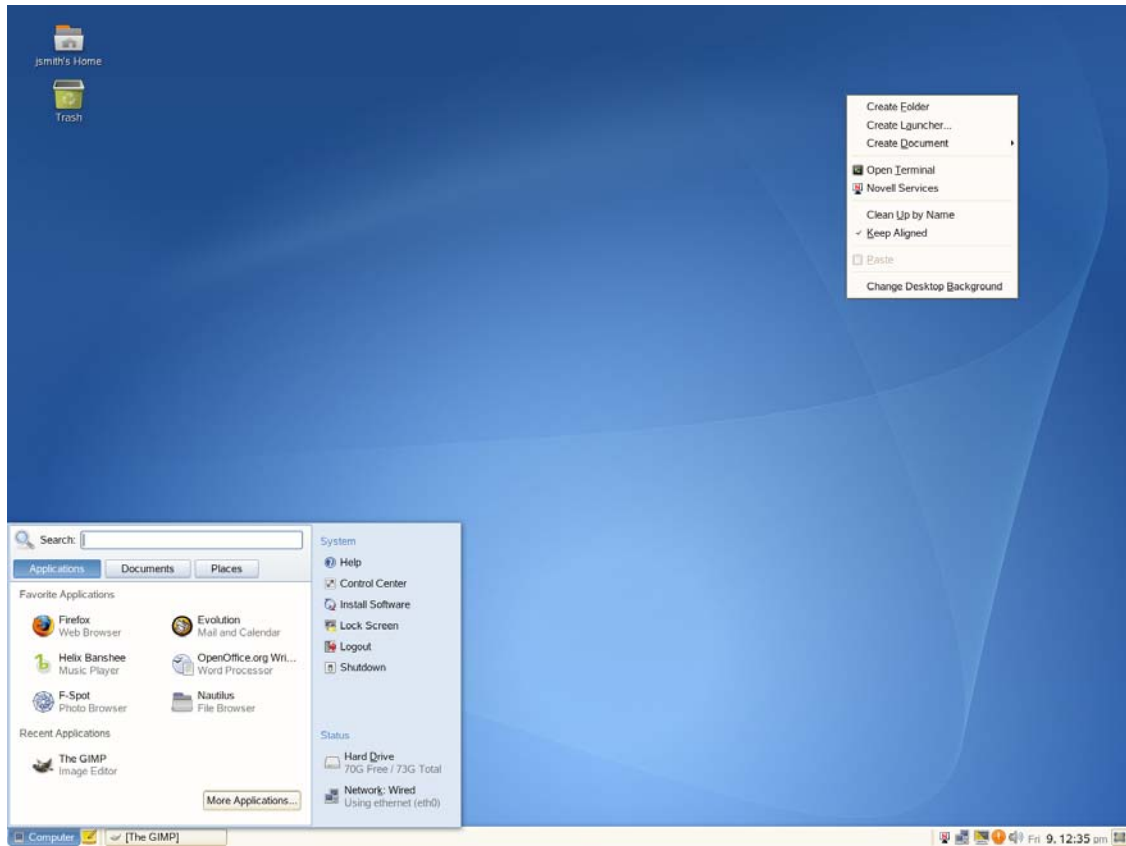 jsmith's Home
Trash
Create Folder
Create Launcher...
Create Document
Open Terminal
Novell Services
Clean Up by Name
Keep Aligned
Paste
Change Desktop Background
Search:
Applications Documents Places
Favorite Applications
Firefox
Web Browser
Evolution
Mail and Calendar
Helix Banshee
Music Player
OpenOffice.org Wri...
Word Processor
F-Spot
Photo Browser
Nautilus
File Browser
Recent Applications
The GIMP
Image Editor
More Applications...
System
Help
Control Center
Install Software
Lock Screen
Logout
Shutdown
Status
Hard Drive
70G Free / 73G Total
Network: Wired
Using ethernet (eth0)
Computer
[The GIMP]
Fri 9, 12:35 pm